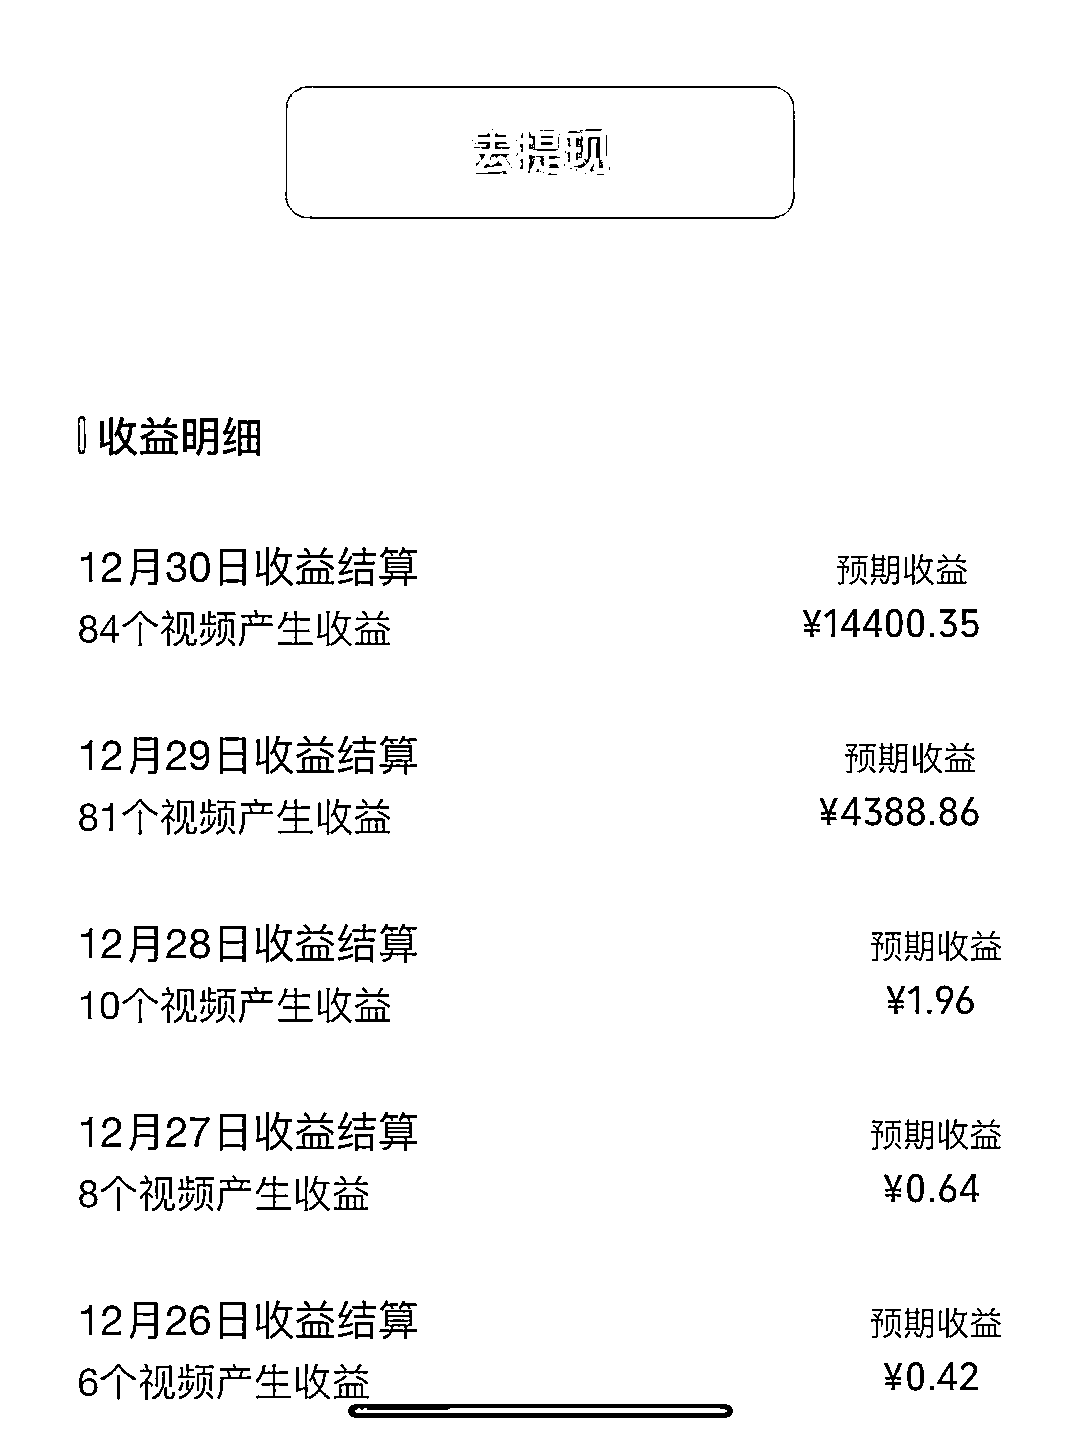 去提现
收益明细
12月30日收益结算
预期收益
84个视频产生收益
¥14400.35
12月29日收益结算
预期收益
81个视频产生收益
¥4388.86
12月28日收益结算
预期收益
10个视频产生收益
¥1.96
12月27日收益结算
预期收益
8个视频产生收益
¥0.64
12月26日收益结算
预期收益
6个视频产生收益
¥0.42